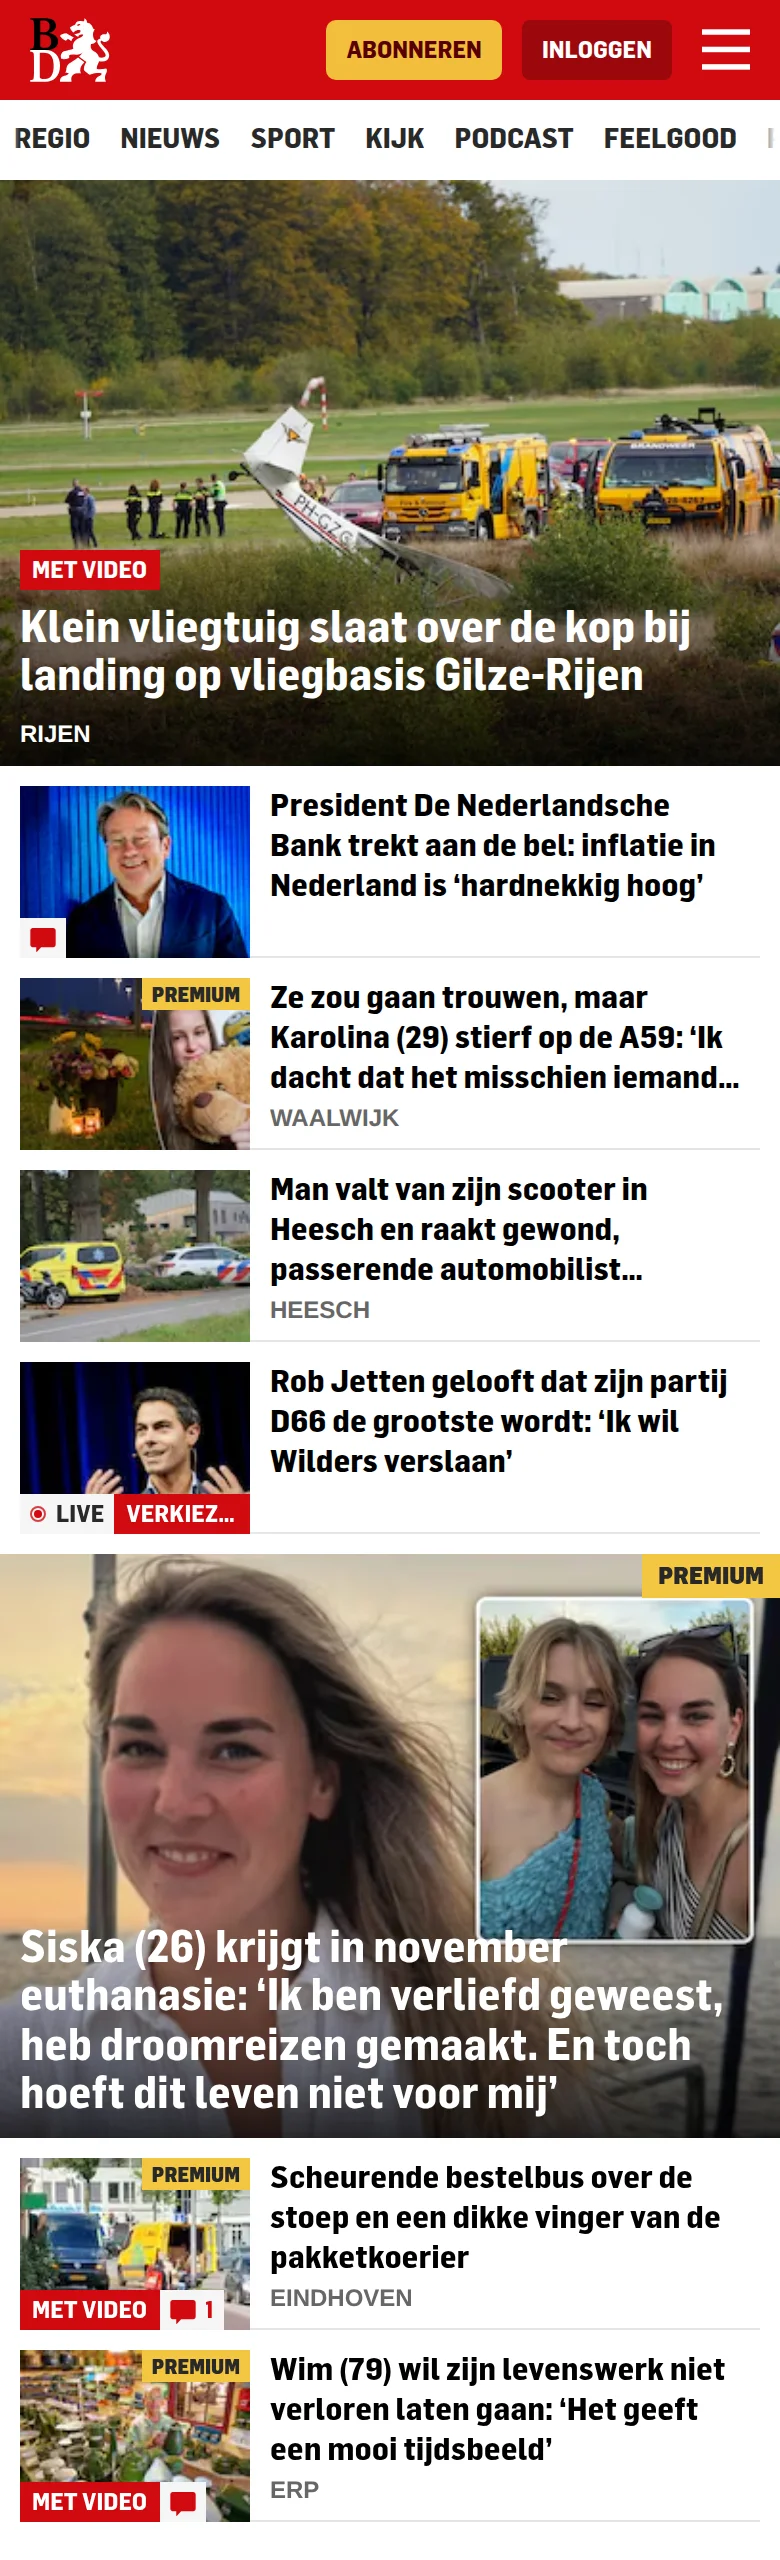 BD
ABONNEREN
INLOGGEN
REGIO NIEUWS SPORT KIJK PODCAST FEELGOOD
BRANDWEER
PH-GZG
MET VIDEO
Klein vliegtuig slaat over de kop bij
landing op vliegbasis Gilze-Rijen
RIJEN
President De Nederlandsche
Bank trekt aan de bel: inflatie in
Nederland is ‘hardnekkig hoog’
PREMIUM
Ze zou gaan trouwen, maar
Karolina (29) stierf op de A59: ‘Ik
dacht dat het misschien iemand...
WAALWIJK
Man valt van zijn scooter in
Heesch en raakt gewond,
passerende automobilist...
HEESCH
Rob Jetten gelooft dat zijn partij
D66 de grootste wordt: ‘Ik wil
Wilders verslaan’
LIVE VERKIEZ...
PREMIUM
Siska (26) krijgt in november
euthanasie: ‘Ik ben verliefd geweest,
heb droomreizen gemaakt. En toch
hoeft dit leven niet voor mij’
PREMIUM
MET VIDEO 1
Scheurende bestelbus over de
stoep en een dikke vinger van de
pakketkoerier
EINDHOVEN
PREMIUM
MET VIDEO
Wim (79) wil zijn levenswerk niet
verloren laten gaan: ‘Het geeft
een mooi tijdsbeeld’
ERP